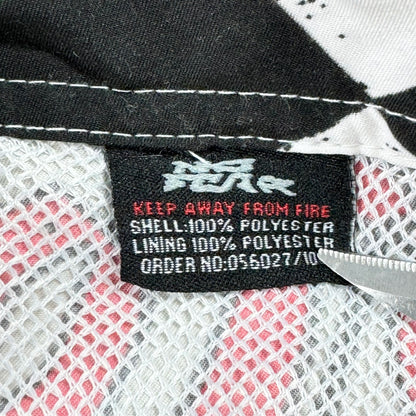 NO
FEAR
KEEP AWAY FROM FIRE
SHELL:100% POLYESTER
LINING 100% POLYESTER
ORDER NO:056027/10